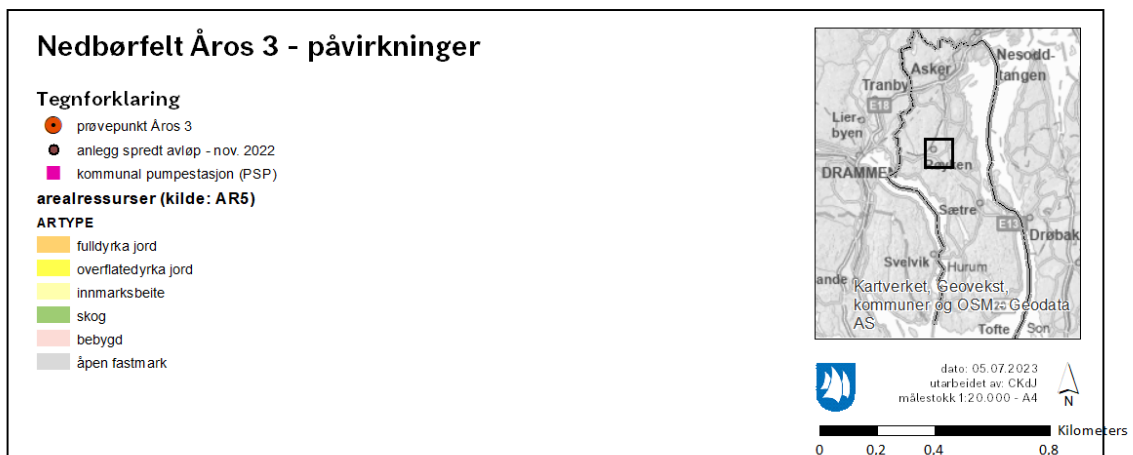 Nedbørfelt Åros 3 - påvirkninger
Tegnforklaring
prøvepunkt Åros 3
anlegg spredt avløp - nov. 2022
kommunal pumpestasjon (PSP)
arealressurser (kilde: AR5)
ARTYPE
fulldyrka jord
overflatedyrka jord
innmarksbeite
skog
bebygd
åpen fastmark
Nesodd-
tangen
Asker
Tranby
E18
Lier-
byen
Røyken
DRAMMEN
Sætre
E13
Drøbak
Svelvik
Hurum
ande
Kartverket, Geovekst,
kommuner og OSM - Geodata
AS
Tofte
Son
dato: 05.07.2023
utarbeidet av: CKdJ
målestokk 1:20.000 - A4
N
Kilometers
0 0,2 0,4 0,8